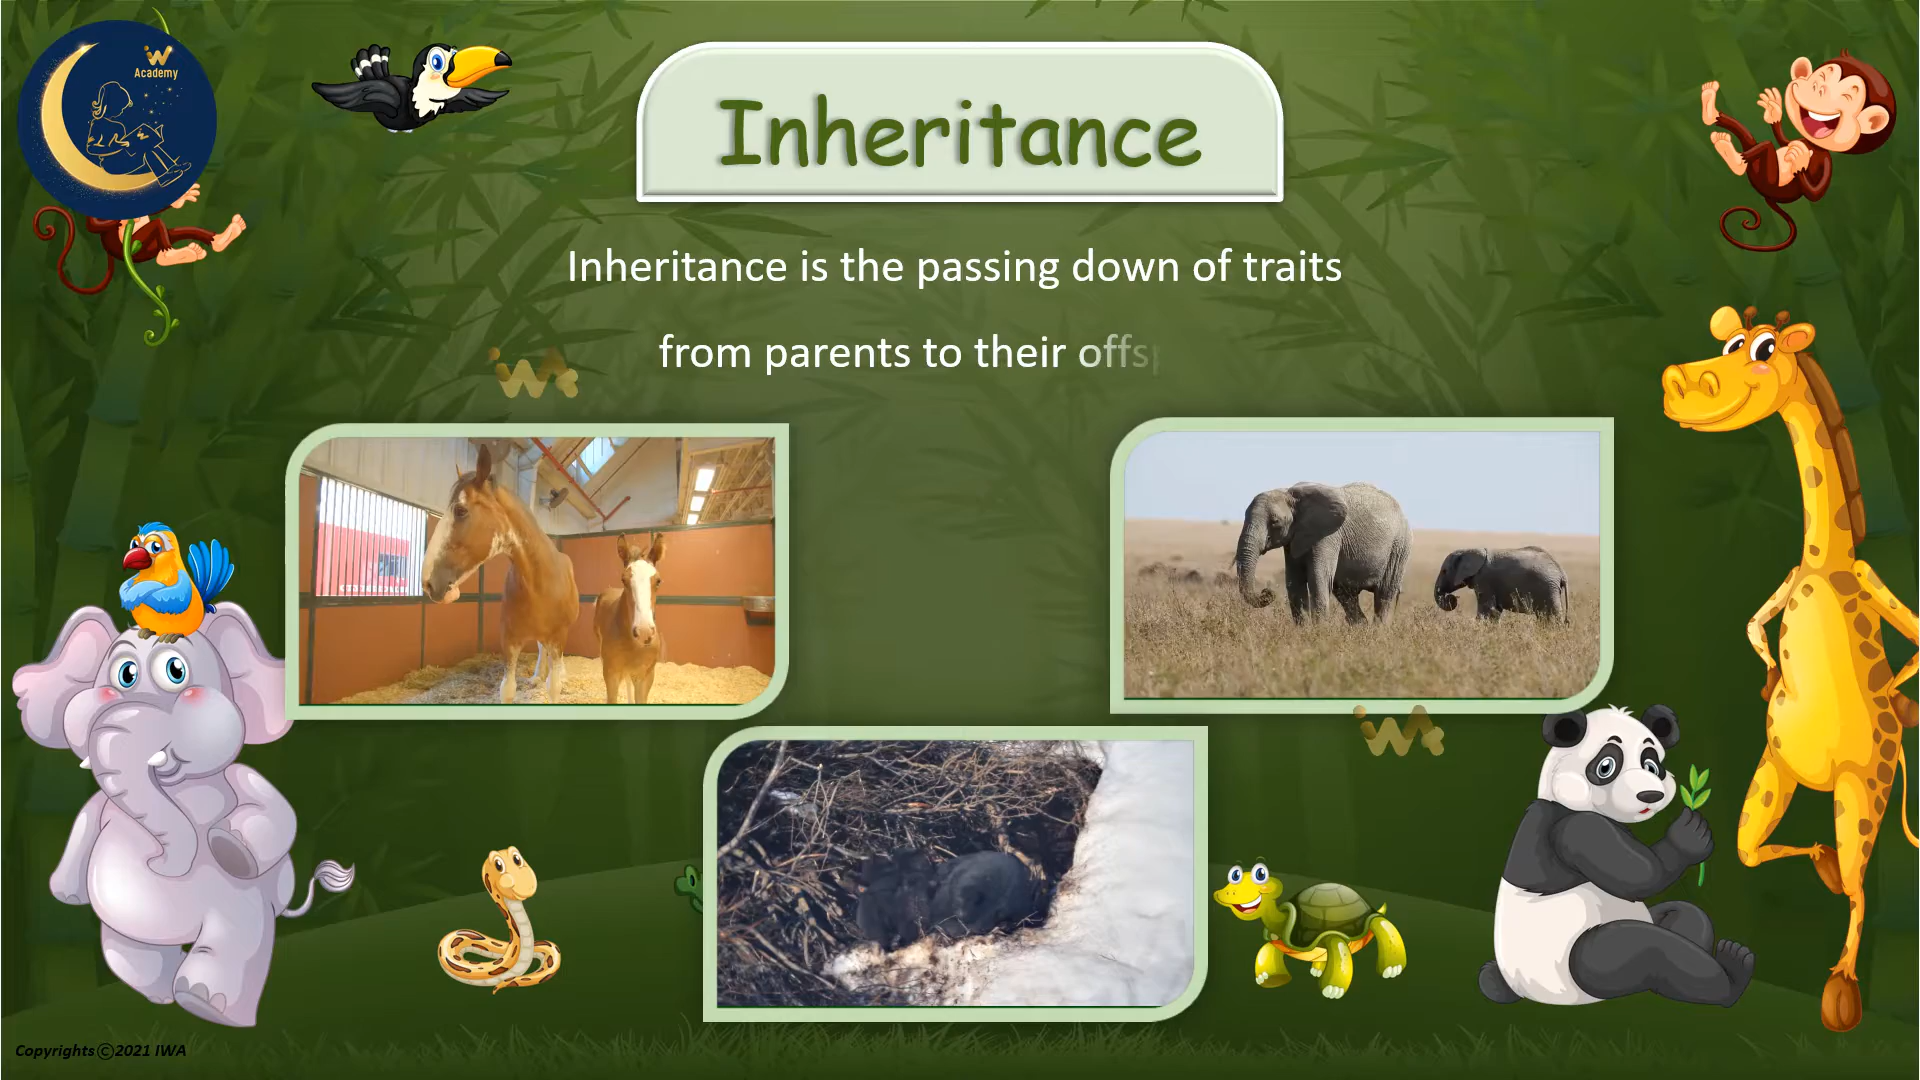 W
Academy
Inheritance
Inheritance is the passing down of traits
from parents to their offs
Copyrights©2021 IWA